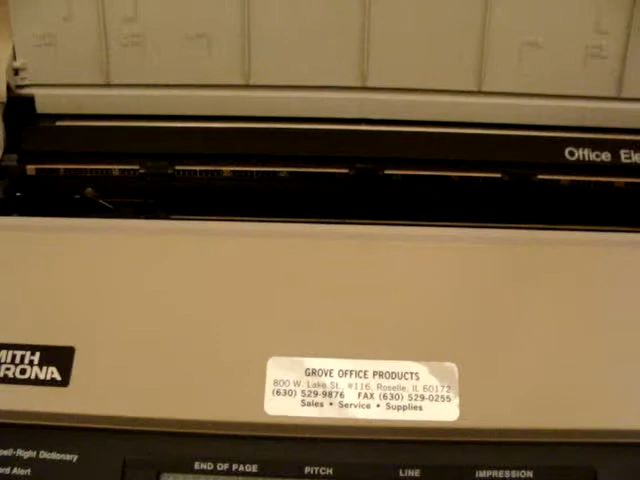 Office Ele
MITH
RONA
GROVE OFFICE PRODUCTS
800 W. Lake St., #116, Roselle, IL 60172
(630) 529-9876 FAX (630) 529-0255
Sales • Service • Supplies
pell-Right Dictionary
ord Alert
END OF PAGE PITCH LINE IMPRESSION